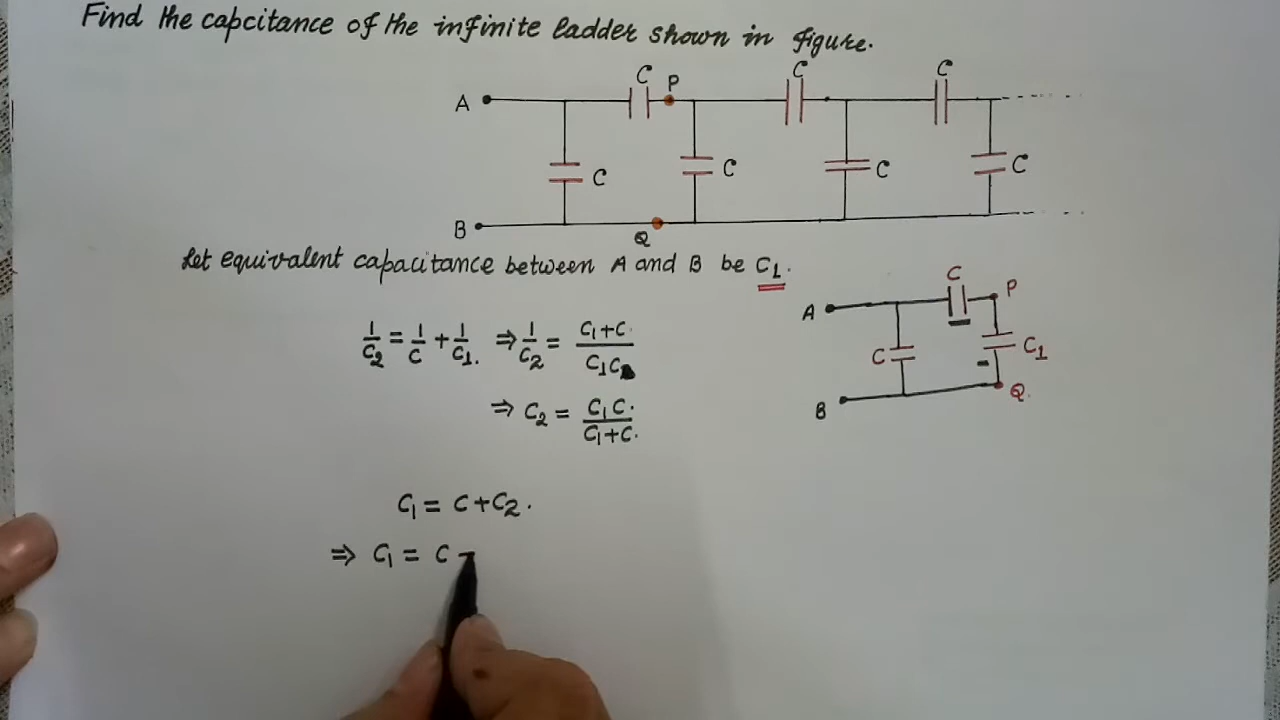 Find the capcitance of the infinite ladder shown in figure.
C P C C
A
C C C C
B
Q
Let equivalent capacitance between A and B be C1.
C
A P
1/C2 = 1/C + 1/C1. ⇒ 1/C2 = C1+C/C1C
C C1
B Q.
⇒ C2 = C1C./C1+C.
C1 = C+C2.
⇒ C1 = C